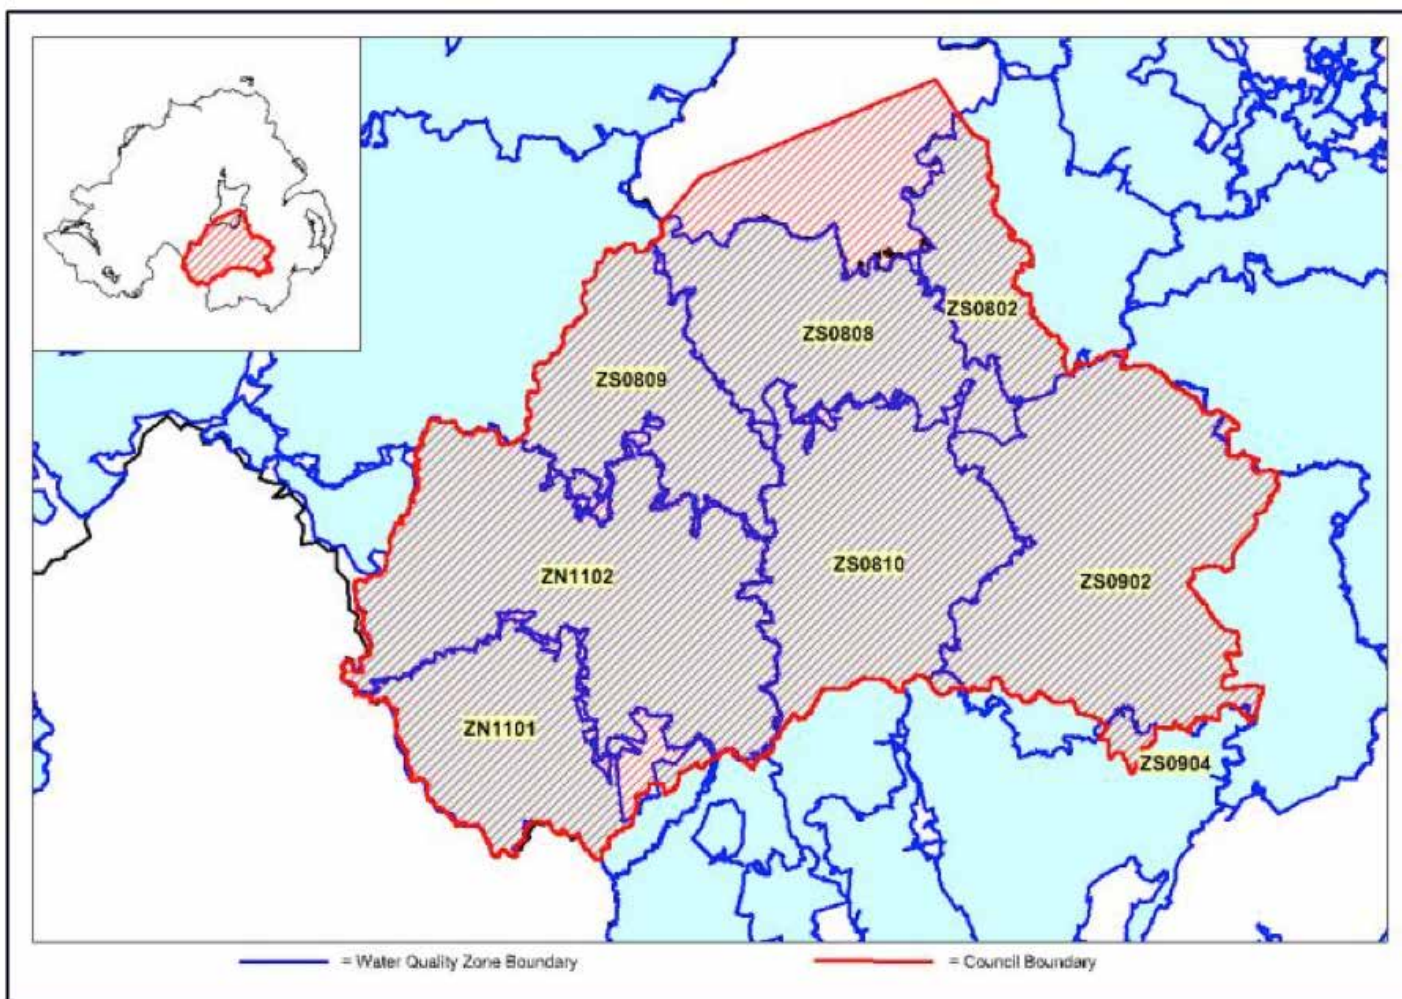 ZS0802
ZS0808
ZS0809
ZS0810
ZN1102
ZS0902
ZN1101
ZS0904
= Water Quality Zone Boundary
= Council Boundary